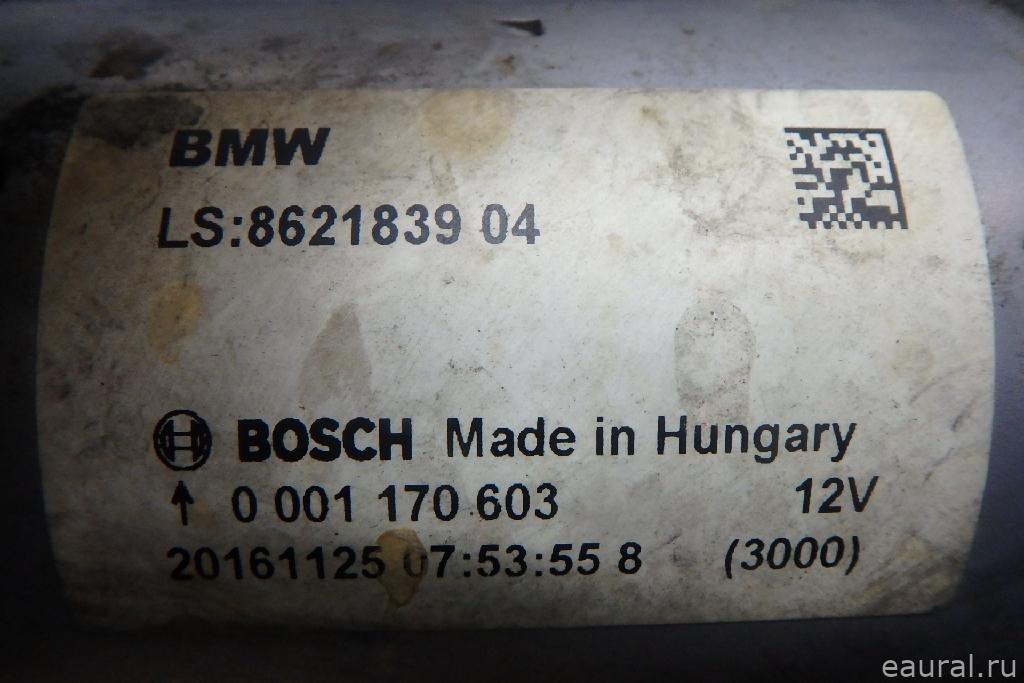 BMW
LS:8621839 04
BOSCH Made in Hungary
↑ 0 001 170 603 12V
20161125 07:53:55 8 (3000)
eaural.ru